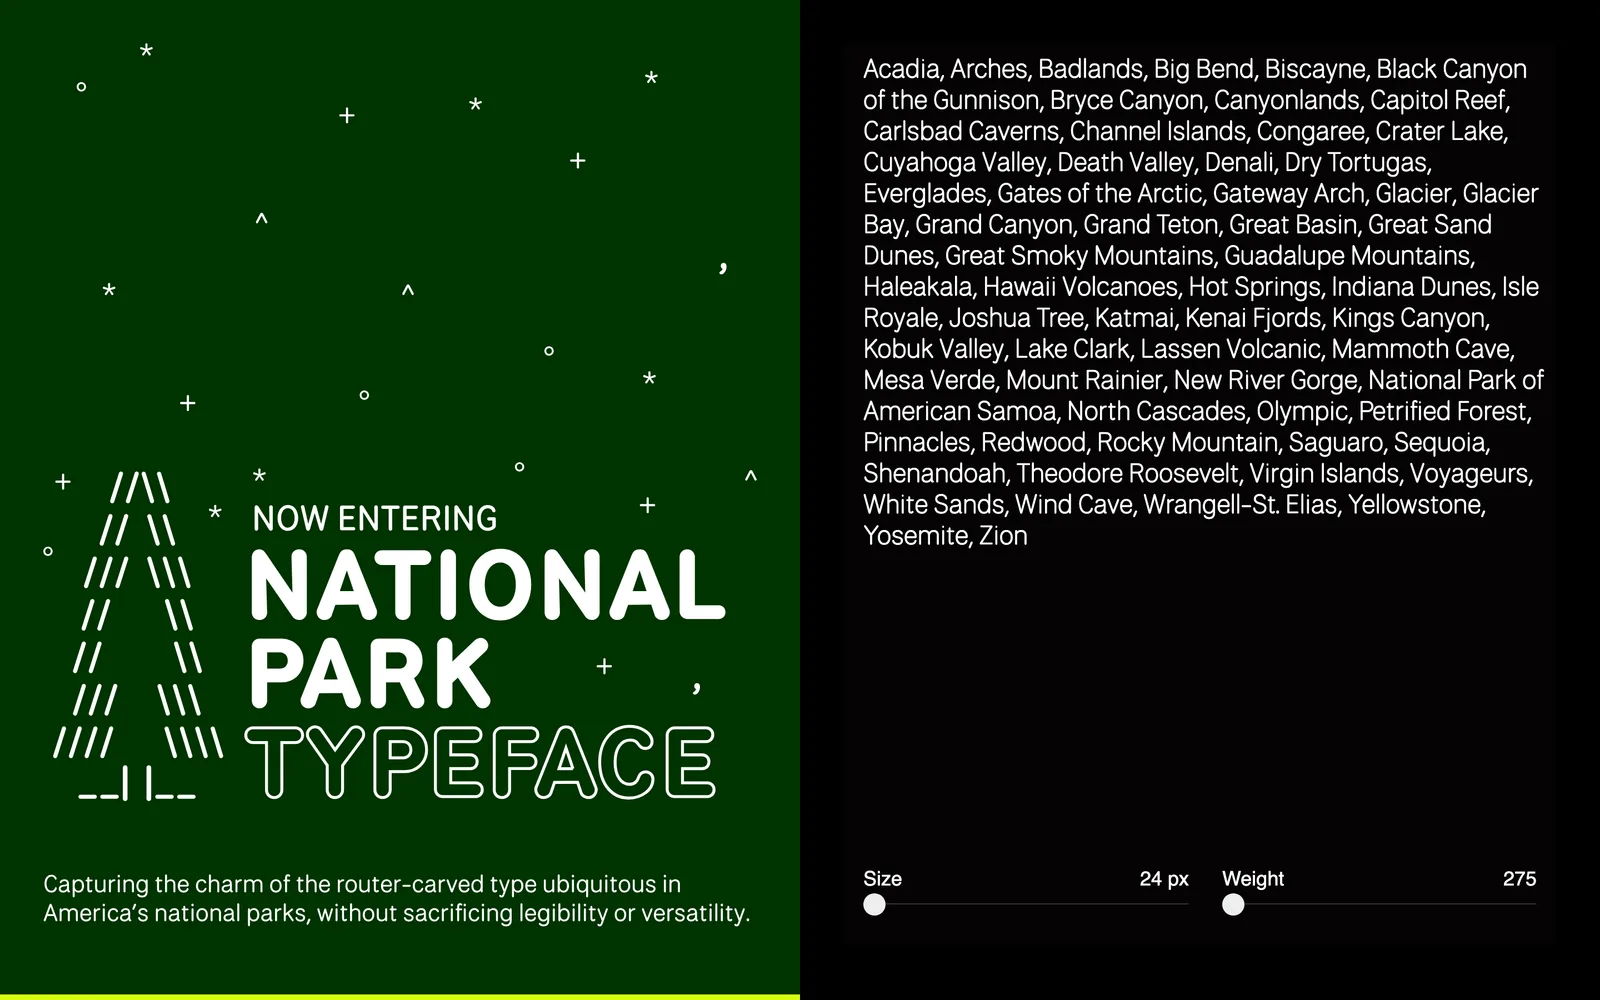 NOW ENTERING
NATIONAL
PARK
TYPEFACE
Capturing the charm of the router-carved type ubiquitous in
America’s national parks, without sacrificing legibility or versatility.
Acadia, Arches, Badlands, Big Bend, Biscayne, Black Canyon
of the Gunnison, Bryce Canyon, Canyonlands, Capitol Reef,
Carlsbad Caverns, Channel Islands, Congaree, Crater Lake,
Cuyahoga Valley, Death Valley, Denali, Dry Tortugas,
Everglades, Gates of the Arctic, Gateway Arch, Glacier, Glacier
Bay, Grand Canyon, Grand Teton, Great Basin, Great Sand
Dunes, Great Smoky Mountains, Guadalupe Mountains,
Haleakala, Hawaii Volcanoes, Hot Springs, Indiana Dunes, Isle
Royale, Joshua Tree, Katmai, Kenai Fjords, Kings Canyon,
Kobuk Valley, Lake Clark, Lassen Volcanic, Mammoth Cave,
Mesa Verde, Mount Rainier, New River Gorge, National Park of
American Samoa, North Cascades, Olympic, Petrified Forest,
Pinnacles, Redwood, Rocky Mountain, Saguaro, Sequoia,
Shenandoah, Theodore Roosevelt, Virgin Islands, Voyageurs,
White Sands, Wind Cave, Wrangell-St. Elias, Yellowstone,
Yosemite, Zion
Size 24 px Weight 275